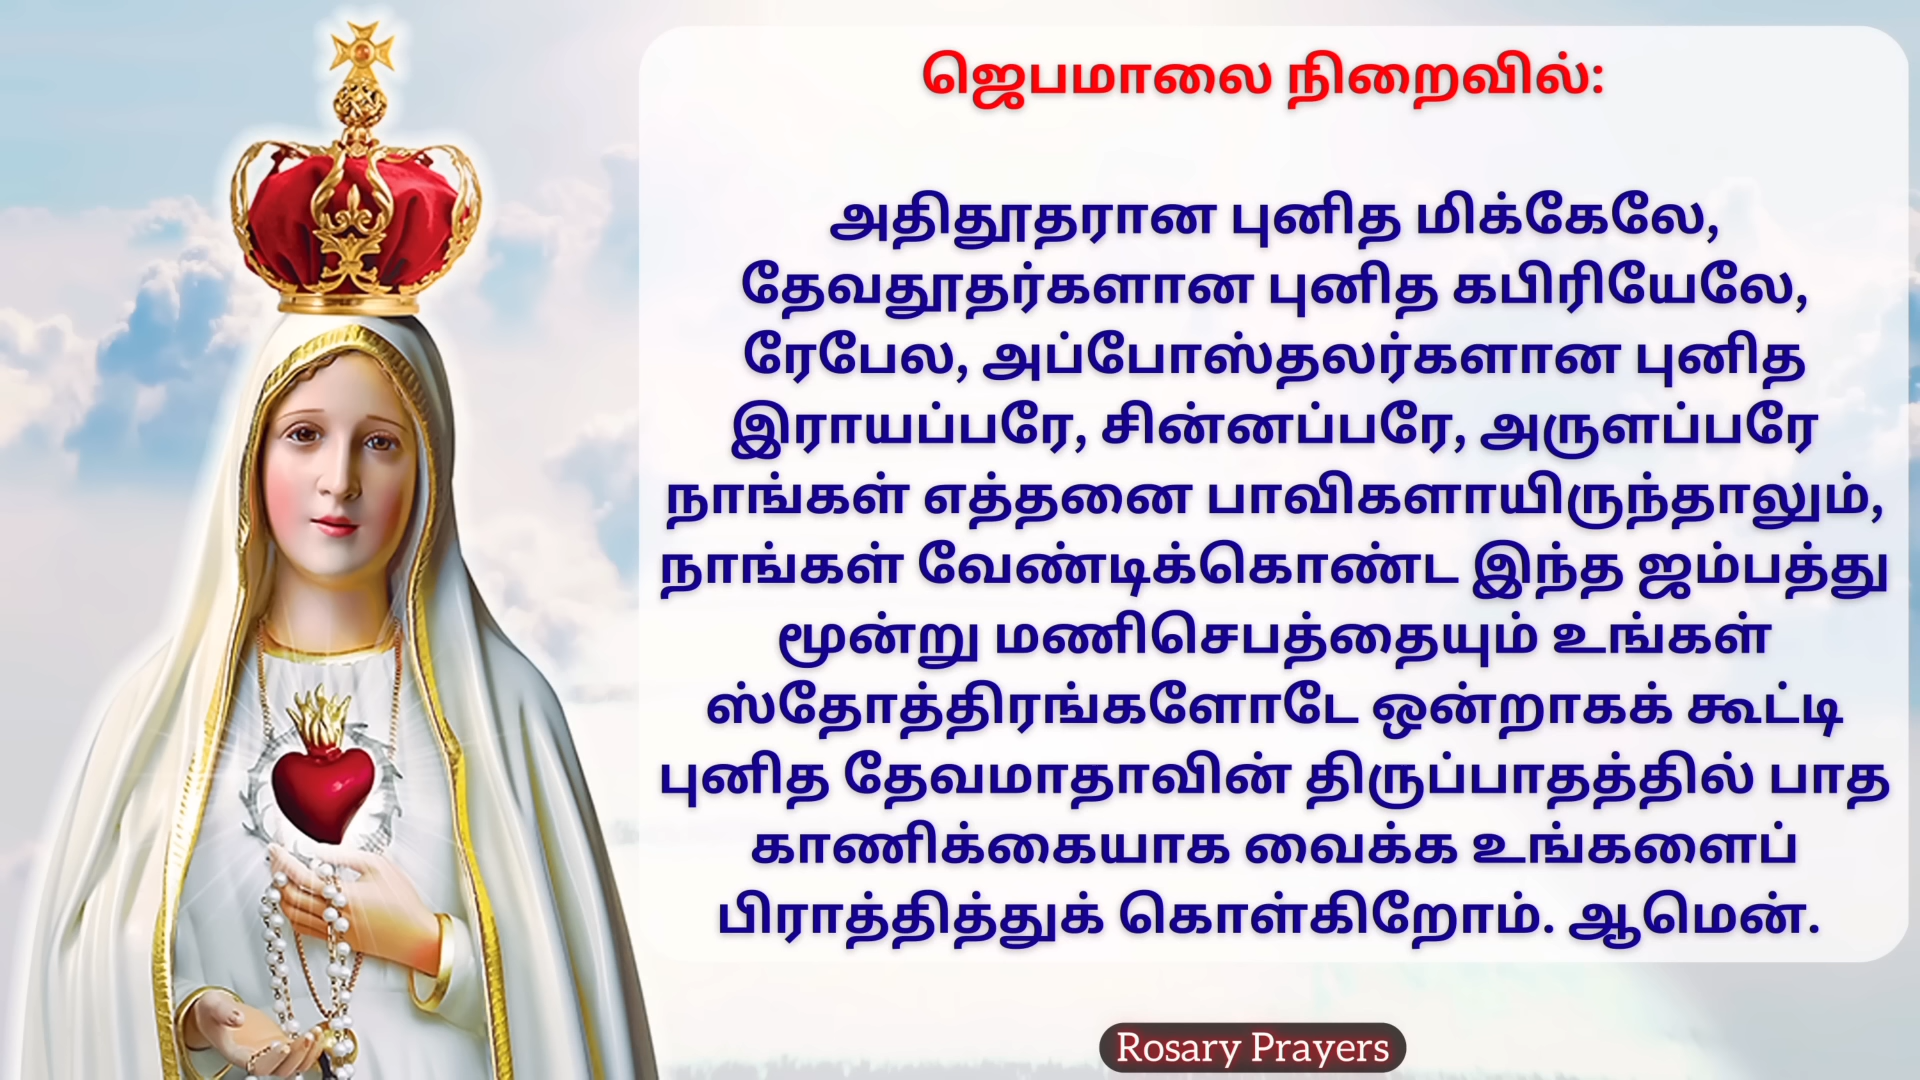 ஜெபமாலை நிறைவில்:
அதிதூதரான புனித மிக்கேலே,
தேவதூதர்களான புனித கபிரியேலே,
ரேபேல, அப்போஸ்தலர்களான புனித
இராயப்பரே, சின்னப்பரே, அருளப்பரே
நாங்கள் எத்தனை பாவிகளாயிருந்தாலும்,
நாங்கள் வேண்டிக்கொண்ட இந்த ஜம்பத்து
மூன்று மணிசெபத்தையும் உங்கள்
ஸ்தோத்திரங்களோடே ஒன்றாகக் கூட்டி
புனித தேவமாதாவின் திருப்பாதத்தில் பாத
காணிக்கையாக வைக்க உங்களைப்
பிராத்தித்துக் கொள்கிறோம். ஆமென்.
Rosary Prayers